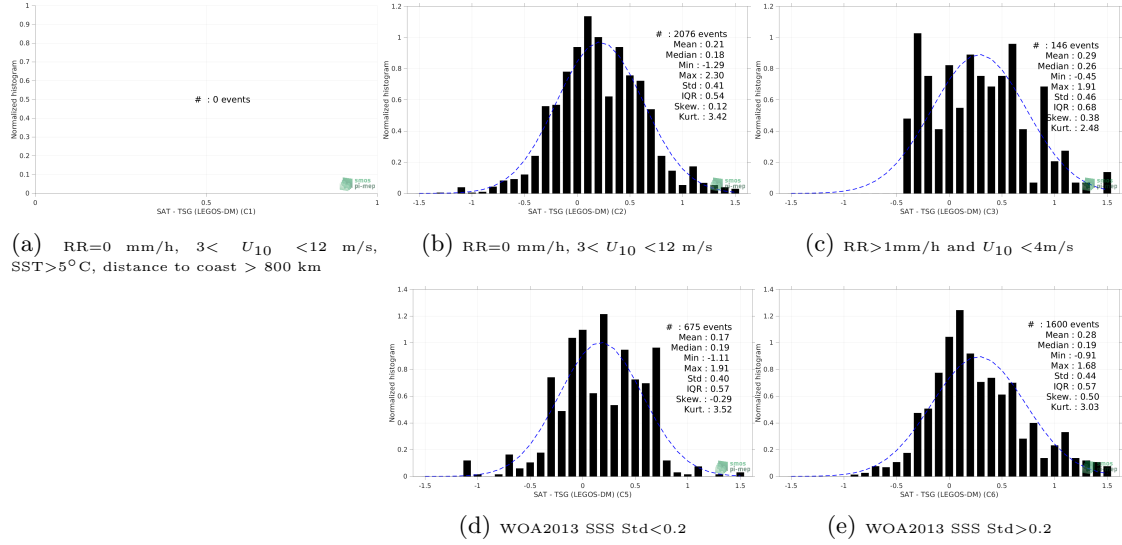 1
0.9
0.8
0.7
0.6
0.5
0.4
0.3
0.2
0.1
0
Normalized histogram
# : 0 events
smos
pi-mep
0 0.5 1
SAT - TSG (LEGOS-DM) (C1)
(a) RR=0 mm/h, 3< U10 <12 m/s,
SST>5°C, distance to coast > 800 km
1.2
1
0.8
0.6
0.4
0.2
0
Normalized histogram
# : 2076 events
Mean : 0.21
Median : 0.18
Min : -1.29
Max : 2.30
Std : 0.41
IQR : 0.54
Skew. : 0.12
Kurt. : 3.42
smos
pi-mep
-1.5 -1 -0.5 0 0.5 1 1.5
SAT - TSG (LEGOS-DM) (C2)
(b) RR=0 mm/h, 3< U10 <12 m/s
1.2
1
0.8
0.6
0.4
0.2
0
Normalized histogram
# : 146 events
Mean : 0.29
Median : 0.26
Min : -0.45
Max : 1.91
Std : 0.46
IQR : 0.68
Skew. : 0.38
Kurt. : 2.48
smos
pi-mep
-1.5 -1 -0.5 0 0.5 1 1.5
SAT - TSG (LEGOS-DM) (C3)
(c) RR>1mm/h and U10 <4m/s
1.4
1.2
1
0.8
0.6
0.4
0.2
0
Normalized histogram
# : 675 events
Mean : 0.17
Median : 0.19
Min : -1.11
Max : 1.91
Std : 0.40
IQR : 0.57
Skew. : -0.29
Kurt. : 3.52
smos
pi-mep
-1.5 -1 -0.5 0 0.5 1 1.5
SAT - TSG (LEGOS-DM) (C5)
(d) WOA2013 SSS Std<0.2
1.4
1.2
1
0.8
0.6
0.4
0.2
0
Normalized histogram
# : 1600 events
Mean : 0.28
Median : 0.19
Min : -0.91
Max : 1.68
Std : 0.44
IQR : 0.57
Skew. : 0.50
Kurt. : 3.03
smos
pi-mep
-1.5 -1 -0.5 0 0.5 1 1.5
SAT - TSG (LEGOS-DM) (C6)
(e) WOA2013 SSS Std>0.2